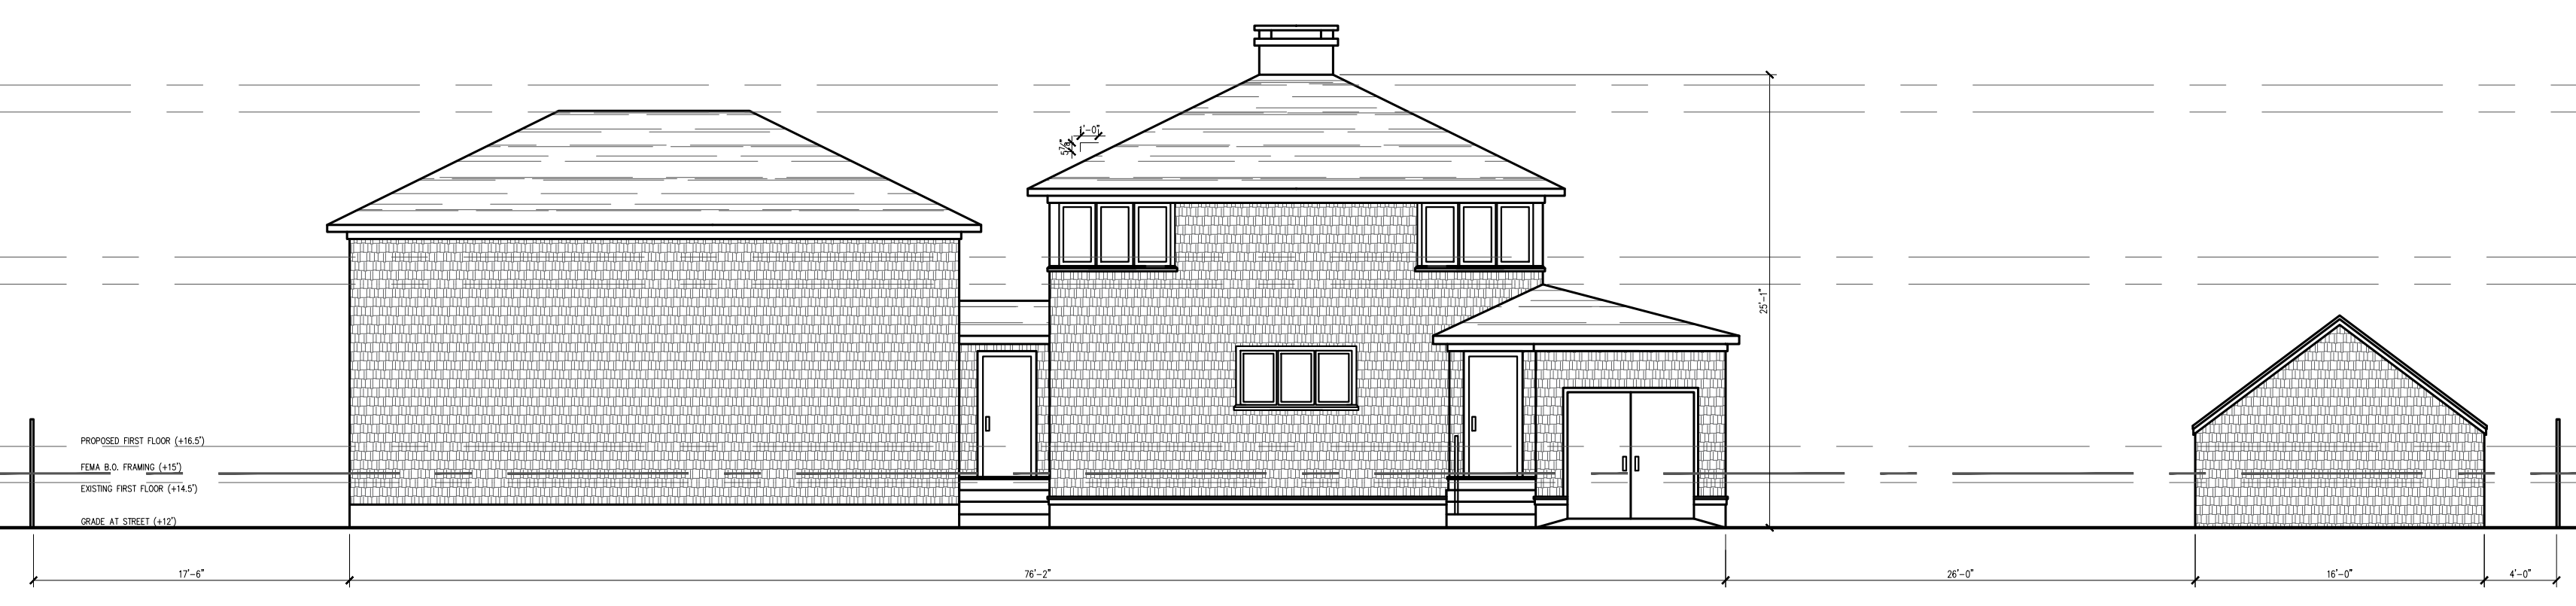 1'-0"
25'-1"
PROPOSED FIRST FLOOR (+16.5')
FEMA B.O. FRAMING (+15')
EXISTING FIRST FLOOR (+14.5')
GRADE AT STREET (+12')
17'-6"
76'-2"
26'-0"
16'-0"
4'-0"